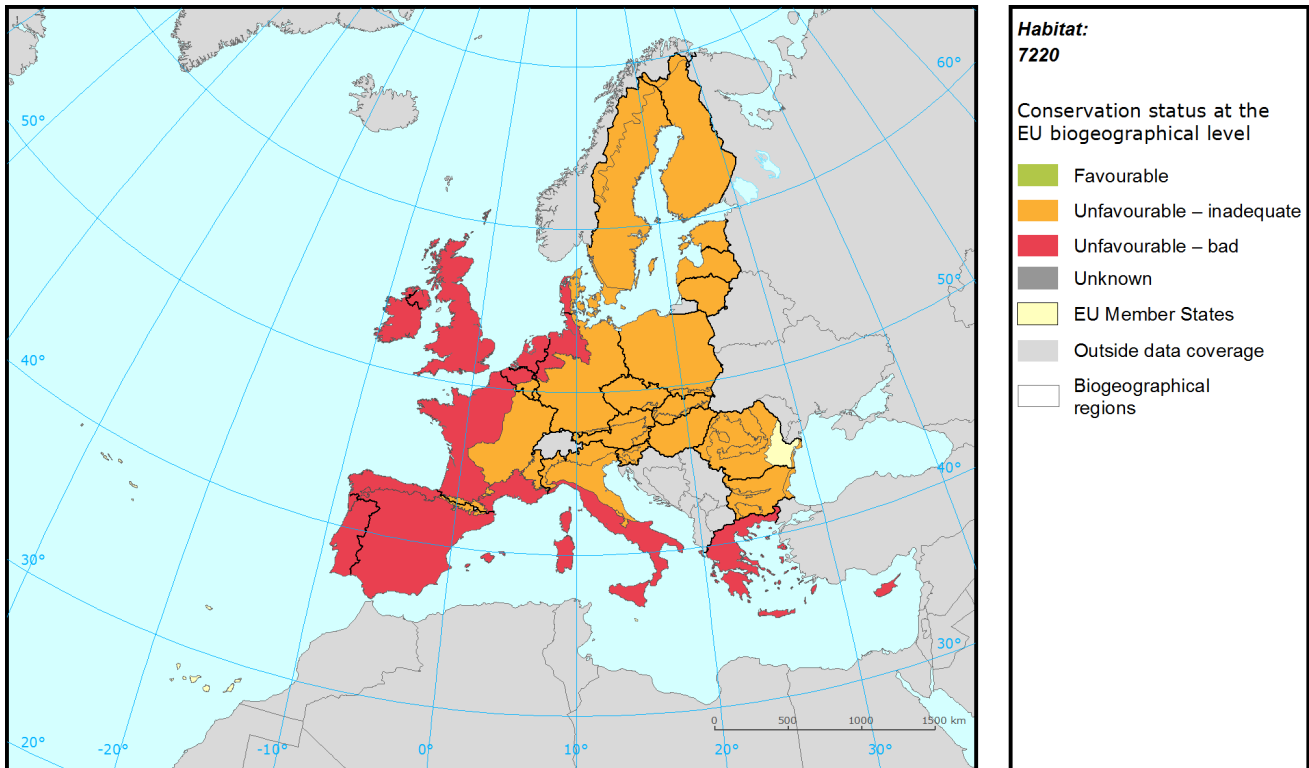 Habitat:
7220
Conservation status at the
EU biogeographical level
Favourable
Unfavourable – inadequate
Unfavourable – bad
Unknown
EU Member States
Outside data coverage
Biogeographical
regions
60°
50°
50°
40°
40°
30°
30°
0 500 1000 1500 km
20° -20° -10° 0° 10° 20° 30°